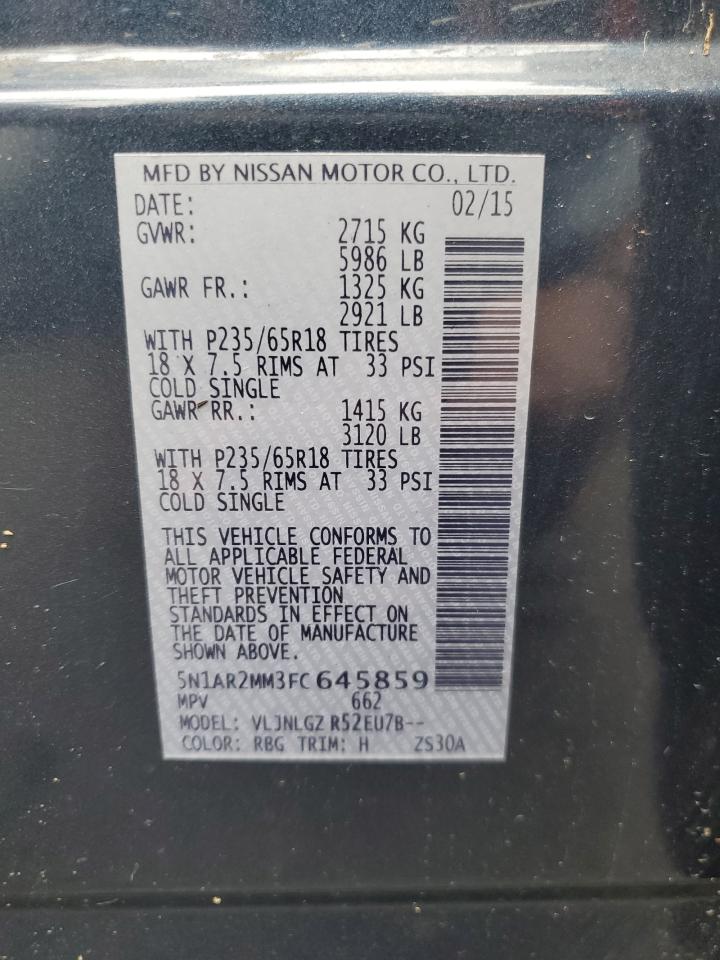 MFD BY NISSAN MOTOR CO., LTD.
DATE: 02/15
GVWR: 2715 KG
5986 LB
GAWR FR.: 1325 KG
2921 LB
WITH P235/65R18 TIRES
18 X 7.5 RIMS AT 33 PSI
COLD SINGLE
GAWR RR.: 1415 KG
3120 LB
WITH P235/65R18 TIRES
18 X 7.5 RIMS AT 33 PSI
COLD SINGLE
THIS VEHICLE CONFORMS TO
ALL APPLICABLE FEDERAL
MOTOR VEHICLE SAFETY AND
THEFT PREVENTION
STANDARDS IN EFFECT ON
THE DATE OF MANUFACTURE
SHOWN ABOVE.
5N1AR2MM3FC645859
MPV 662
MODEL: VLJNLGZ R52EU7B--
COLOR: RBG TRIM: H ZS30A